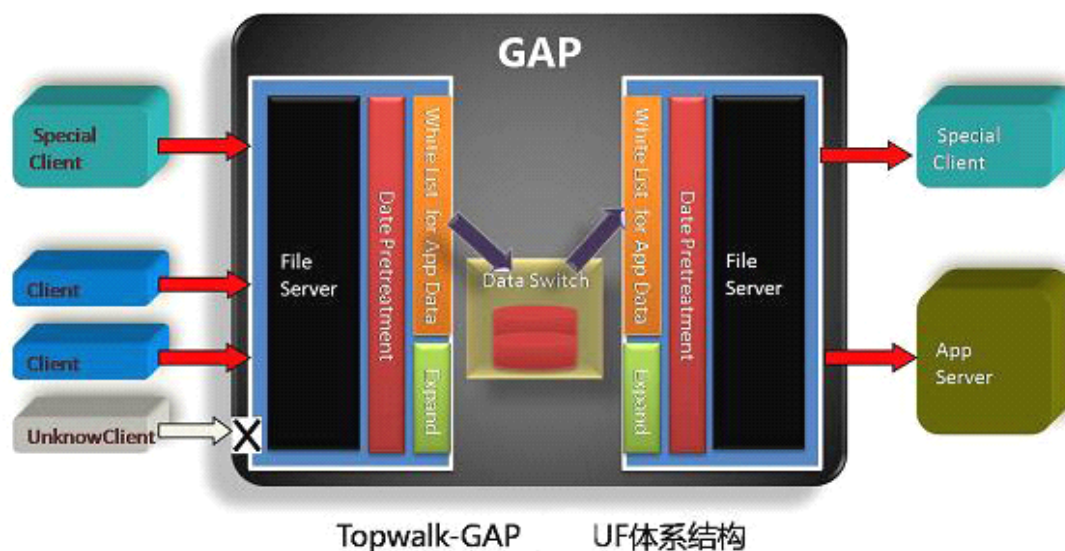 GAP
Special
Client
Client
Client
UnknowClient
X
File
Server
Date Pretreatment
White List for App Data
Expand
Data Switch
White List for App Data
Expand
Date Pretreatment
File
Server
Special
Client
App
Server
Topwalk-GAP UF体系结构